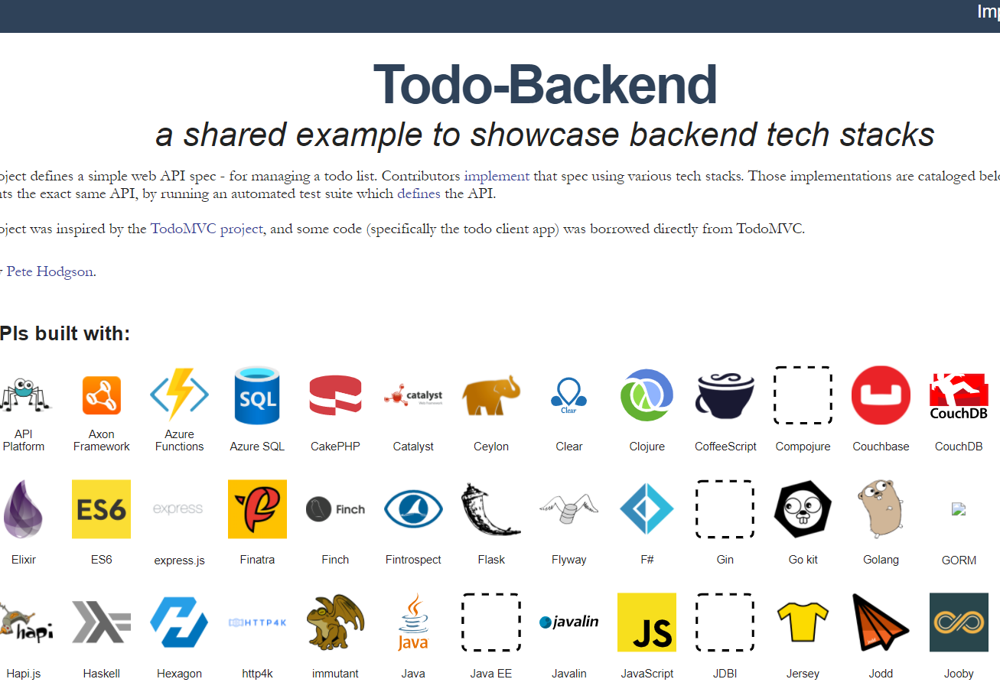 Imp
Todo-Backend
a shared example to showcase backend tech stacks
oject defines a simple web API spec - for managing a todo list. Contributors implement that spec using various tech stacks. Those implementations are cataloged belo
nts the exact same API, by running an automated test suite which defines the API.
oject was inspired by the TodoMVC project, and some code (specifically the todo client app) was borrowed directly from TodoMVC.
y Pete Hodgson.
PIs built with:
SQL
catalyst
Clear
CouchDB
API Platform
Axon Framework
Azure Functions
Azure SQL
CakePHP
Catalyst
Ceylon
Clear
Clojure
CoffeeScript
Compojure
Couchbase
CouchDB
ES6
express
Finch
Elixir
ES6
express.js
Finatra
Finch
Fintrospect
Flask
Flyway
F#
Gin
Go kit
Golang
GORM
hapi
HTTP4K
Java
javalin
JS
Jodd
Hapi.js
Haskell
Hexagon
http4k
immutant
Java
Java EE
Javalin
JavaScript
JDBI
Jersey
Jodd
Jooby